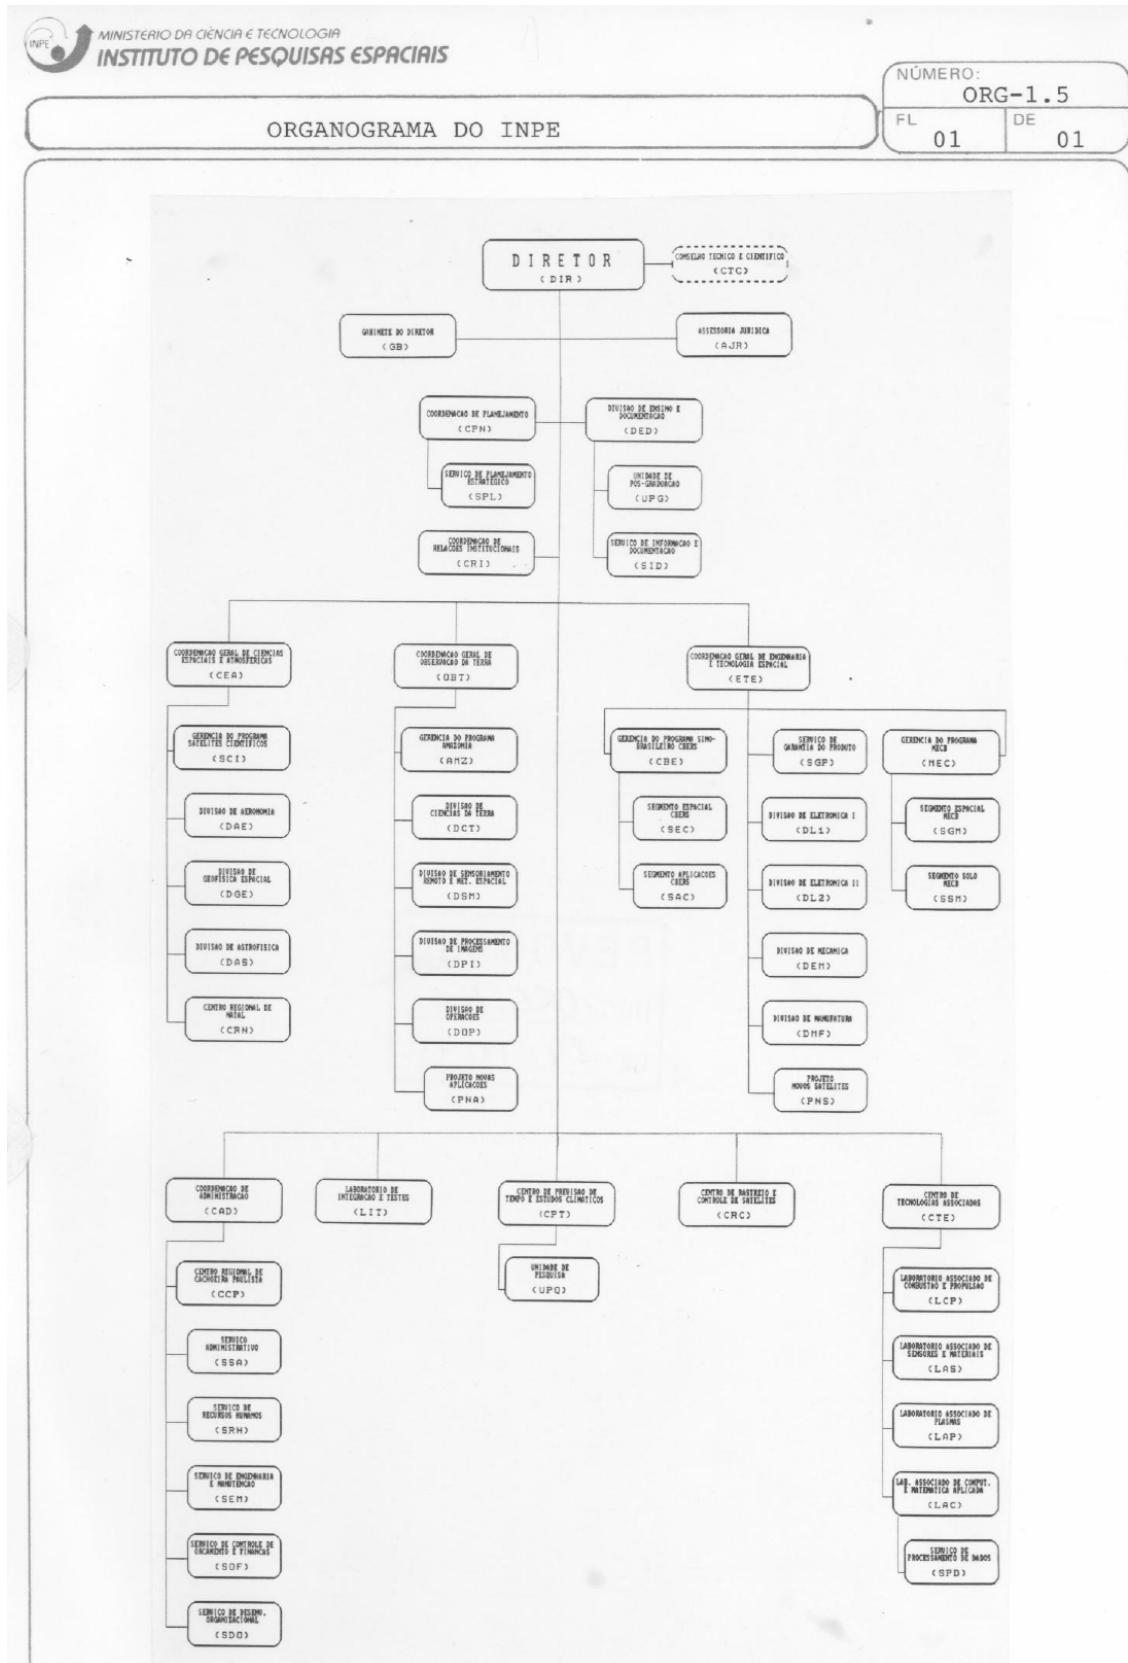 INPE
MINISTÉRIO DA CIÊNCIA E TECNOLOGIA
INSTITUTO DE PESQUISAS ESPACIAIS
NÚMERO:
ORG-1.5
ORGANOGRAMA DO INPE
FL
01
DE
01
DIRETOR
(DIR)
CONSELHO TECNICO E CIENTIFICO
(CTC)
GABINETE DO DIRETOR
(GB)
ASSESSORIA JURIDICA
(AJR)
COORDENACAO DE PLANEJAMENTO
(CPN)
DIVISAO DE ENSINO E
DOCUMENTACAO
(DED)
SERVICO DE PLANEJAMENTO
ESTRATEGICO
(SPL)
UNIDADE DE
POS-GRADUACAO
(UPG)
COORDENACAO DE
RELACOES INSTITUCIONAIS
(CRI)
SERVICO DE INFORMACAO E
DOCUMENTACAO
(SID)
COORDENACAO GERAL DE CIENCIAS
ESPACIAIS E ATMOSFERICAS
(CEA)
COORDENACAO GERAL DE
OBSERVACAO DA TERRA
(OBT)
COORDENACAO GERAL DE ENGENHARIA
E TECNOLOGIA ESPACIAL
(ETE)
GERENCIA DO PROGRAMA
SATELITES CIENTIFICOS
(SCI)
DIVISAO DE AERONOMIA
(DAE)
DIVISAO DE
GEOFISICA ESPACIAL
(DGE)
DIVISAO DE ASTROFISICA
(DAS)
CENTRO REGIONAL DE
NATAL
(CRN)
GERENCIA DO PROGRAMA
AMAZONIA
(AMZ)
DIVISAO DE
CIENCIAS DA TERRA
(DCT)
DIVISAO DE SENSORIAMENTO
REMOTO E MET. ESPACIAL
(DSM)
DIVISAO DE PROCESSAMENTO
DE IMAGENS
(DPI)
DIVISAO DE
OPERACOES
(DOP)
PROJETO NOVAS
APLICACOES
(PNA)
GERENCIA DO PROGRAMA SINO-
BRASILEIRO CBERS
(CBE)
SEGMENTO ESPACIAL
CBERS
(SEC)
SEGMENTO APLICACOES
CBERS
(SAC)
SERVICO DE
GARANTIA DO PRODUTO
(SGP)
DIVISAO DE ELETRONICA I
(DL1)
DIVISAO DE ELETRONICA II
(DL2)
DIVISAO DE MECANICA
(DEM)
DIVISAO DE MANUFATURA
(DMF)
PROJETO
NOVOS SATELITES
(PNS)
GERENCIA DO PROGRAMA
MECB
(MEC)
SEGMENTO ESPACIAL
MECB
(SGM)
SEGMENTO SOLO
MECB
(SSM)
COORDENACAO DE
ADMINISTRACAO
(CAD)
LABORATORIO DE
INTEGRACAO E TESTES
(LIT)
CENTRO DE PREVISAO DE
TEMPO E ESTUDOS CLIMATICOS
(CPT)
CENTRO DE RASTREIO E
CONTROLE DE SATELITES
(CRC)
CENTRO DE
TECNOLOGIAS ASSOCIADAS
(CTE)
CENTRO REGIONAL DE
CACHOEIRA PAULISTA
(CCP)
SERVICO
ADMINISTRATIVO
(SSA)
SERVICO DE
RECURSOS HUMANOS
(SRH)
SERVICO DE ENGENHARIA
E MANUTENCAO
(SEM)
SERVICO DE CONTROLE DE
ORCAMENTO E FINANCAS
(SOF)
SERVICO DE DESENV.
ORGANIZACIONAL
(SDO)
UNIDADE DE
PESQUISA
(UPQ)
LABORATORIO ASSOCIADO DE
COMBUSTAO E PROPULSAO
(LCP)
LABORATORIO ASSOCIADO DE
SENSORES E MATERIAIS
(LAS)
LABORATORIO ASSOCIADO DE
PLASMAS
(LAP)
LAB. ASSOCIADO DE COMPUT.
E MATEMATICA APLICADA
(LAC)
SERVICO DE
PROCESSAMENTO DE DADOS
(SPD)